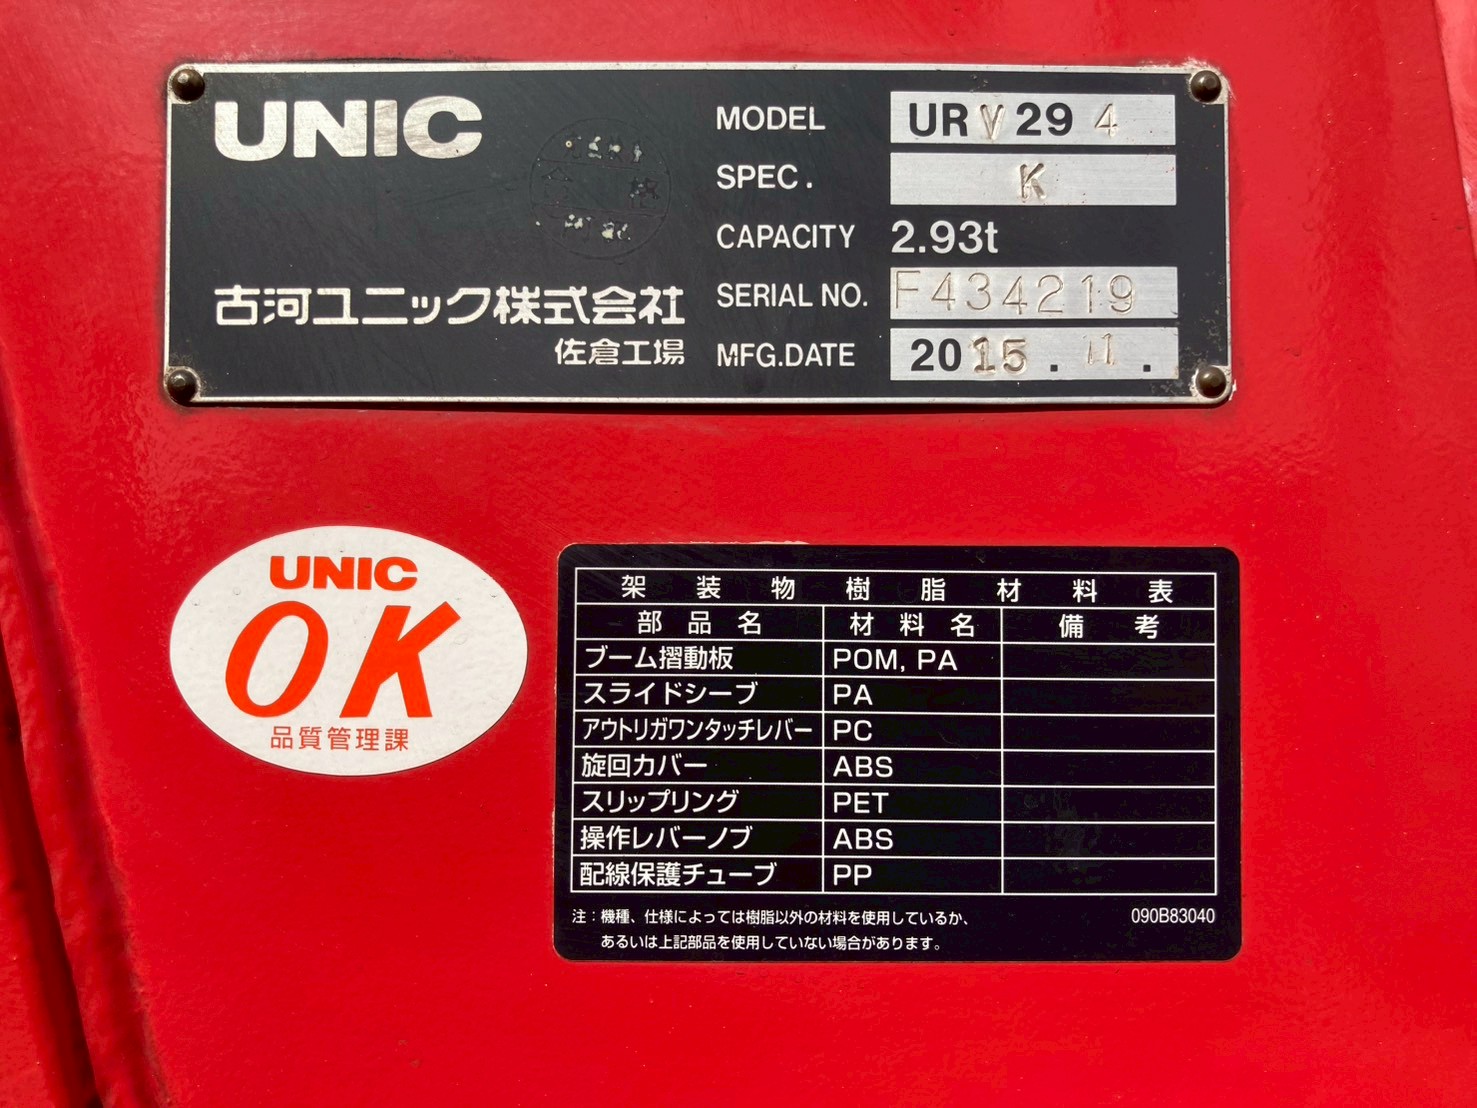 UNIC
MODEL URV294
SPEC. K
CAPACITY 2.93t
古河ユニック株式会社
SERIAL NO. F434219
佐倉工場
MFG.DATE 2015.11.
UNIC
OK
品質管理課
架装物樹脂材料表
部品名 材料名 備考
ブーム摺動板 POM, PA
スライドシーブ PA
アウトリガワンタッチレバー PC
旋回カバー ABS
スリップリング PET
操作レバーノブ ABS
配線保護チューブ PP
注：機種、仕様によっては樹脂以外の材料を使用しているか、 090B83040
あるいは上記部品を使用していない場合があります。